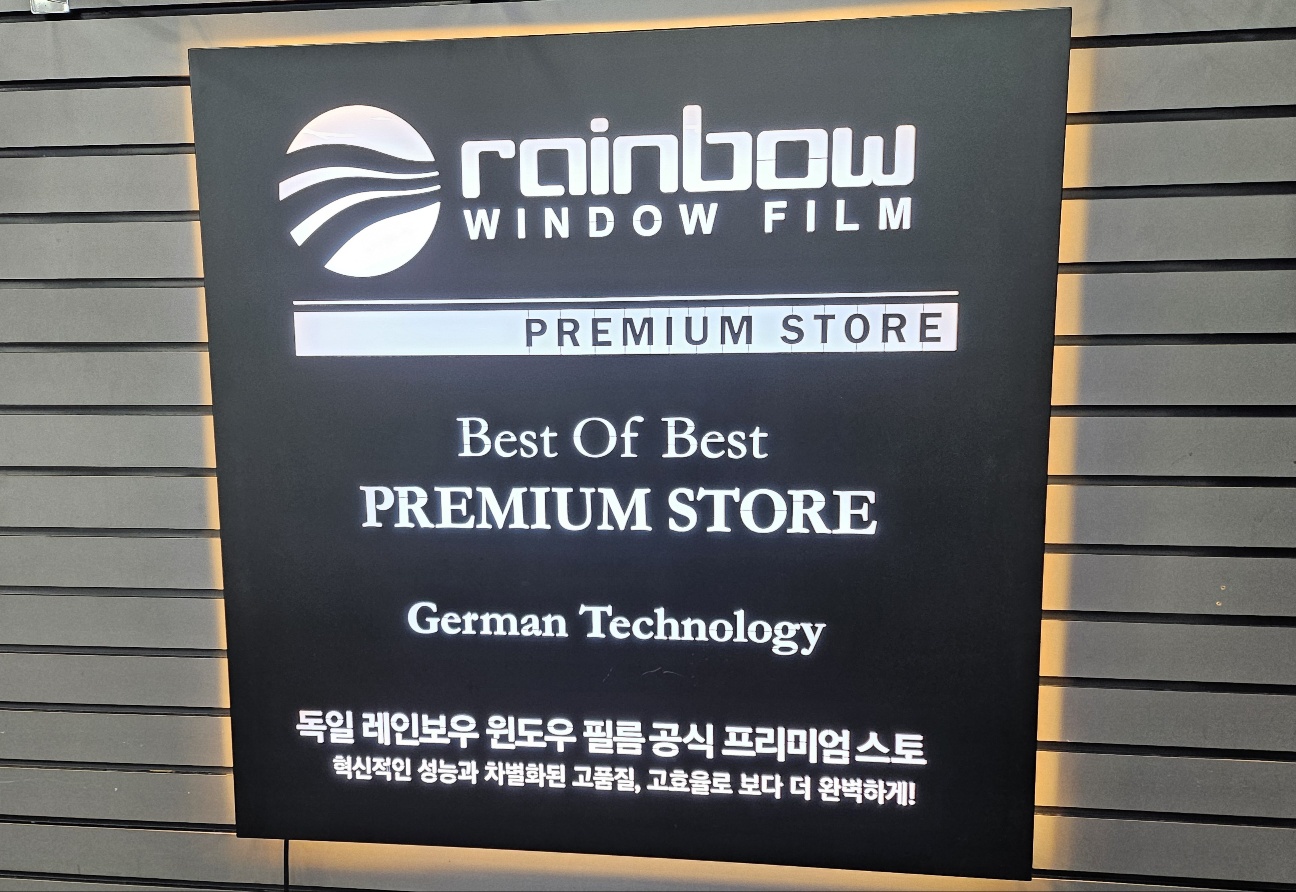 rainbow
WINDOW FILM
PREMIUM STORE
Best Of Best
PREMIUM STORE
German Technology
독일 레인보우 윈도우 필름 공식 프리미엄 스토
혁신적인 성능과 차별화된 고품질, 고효율로 보다 더 완벽하게!